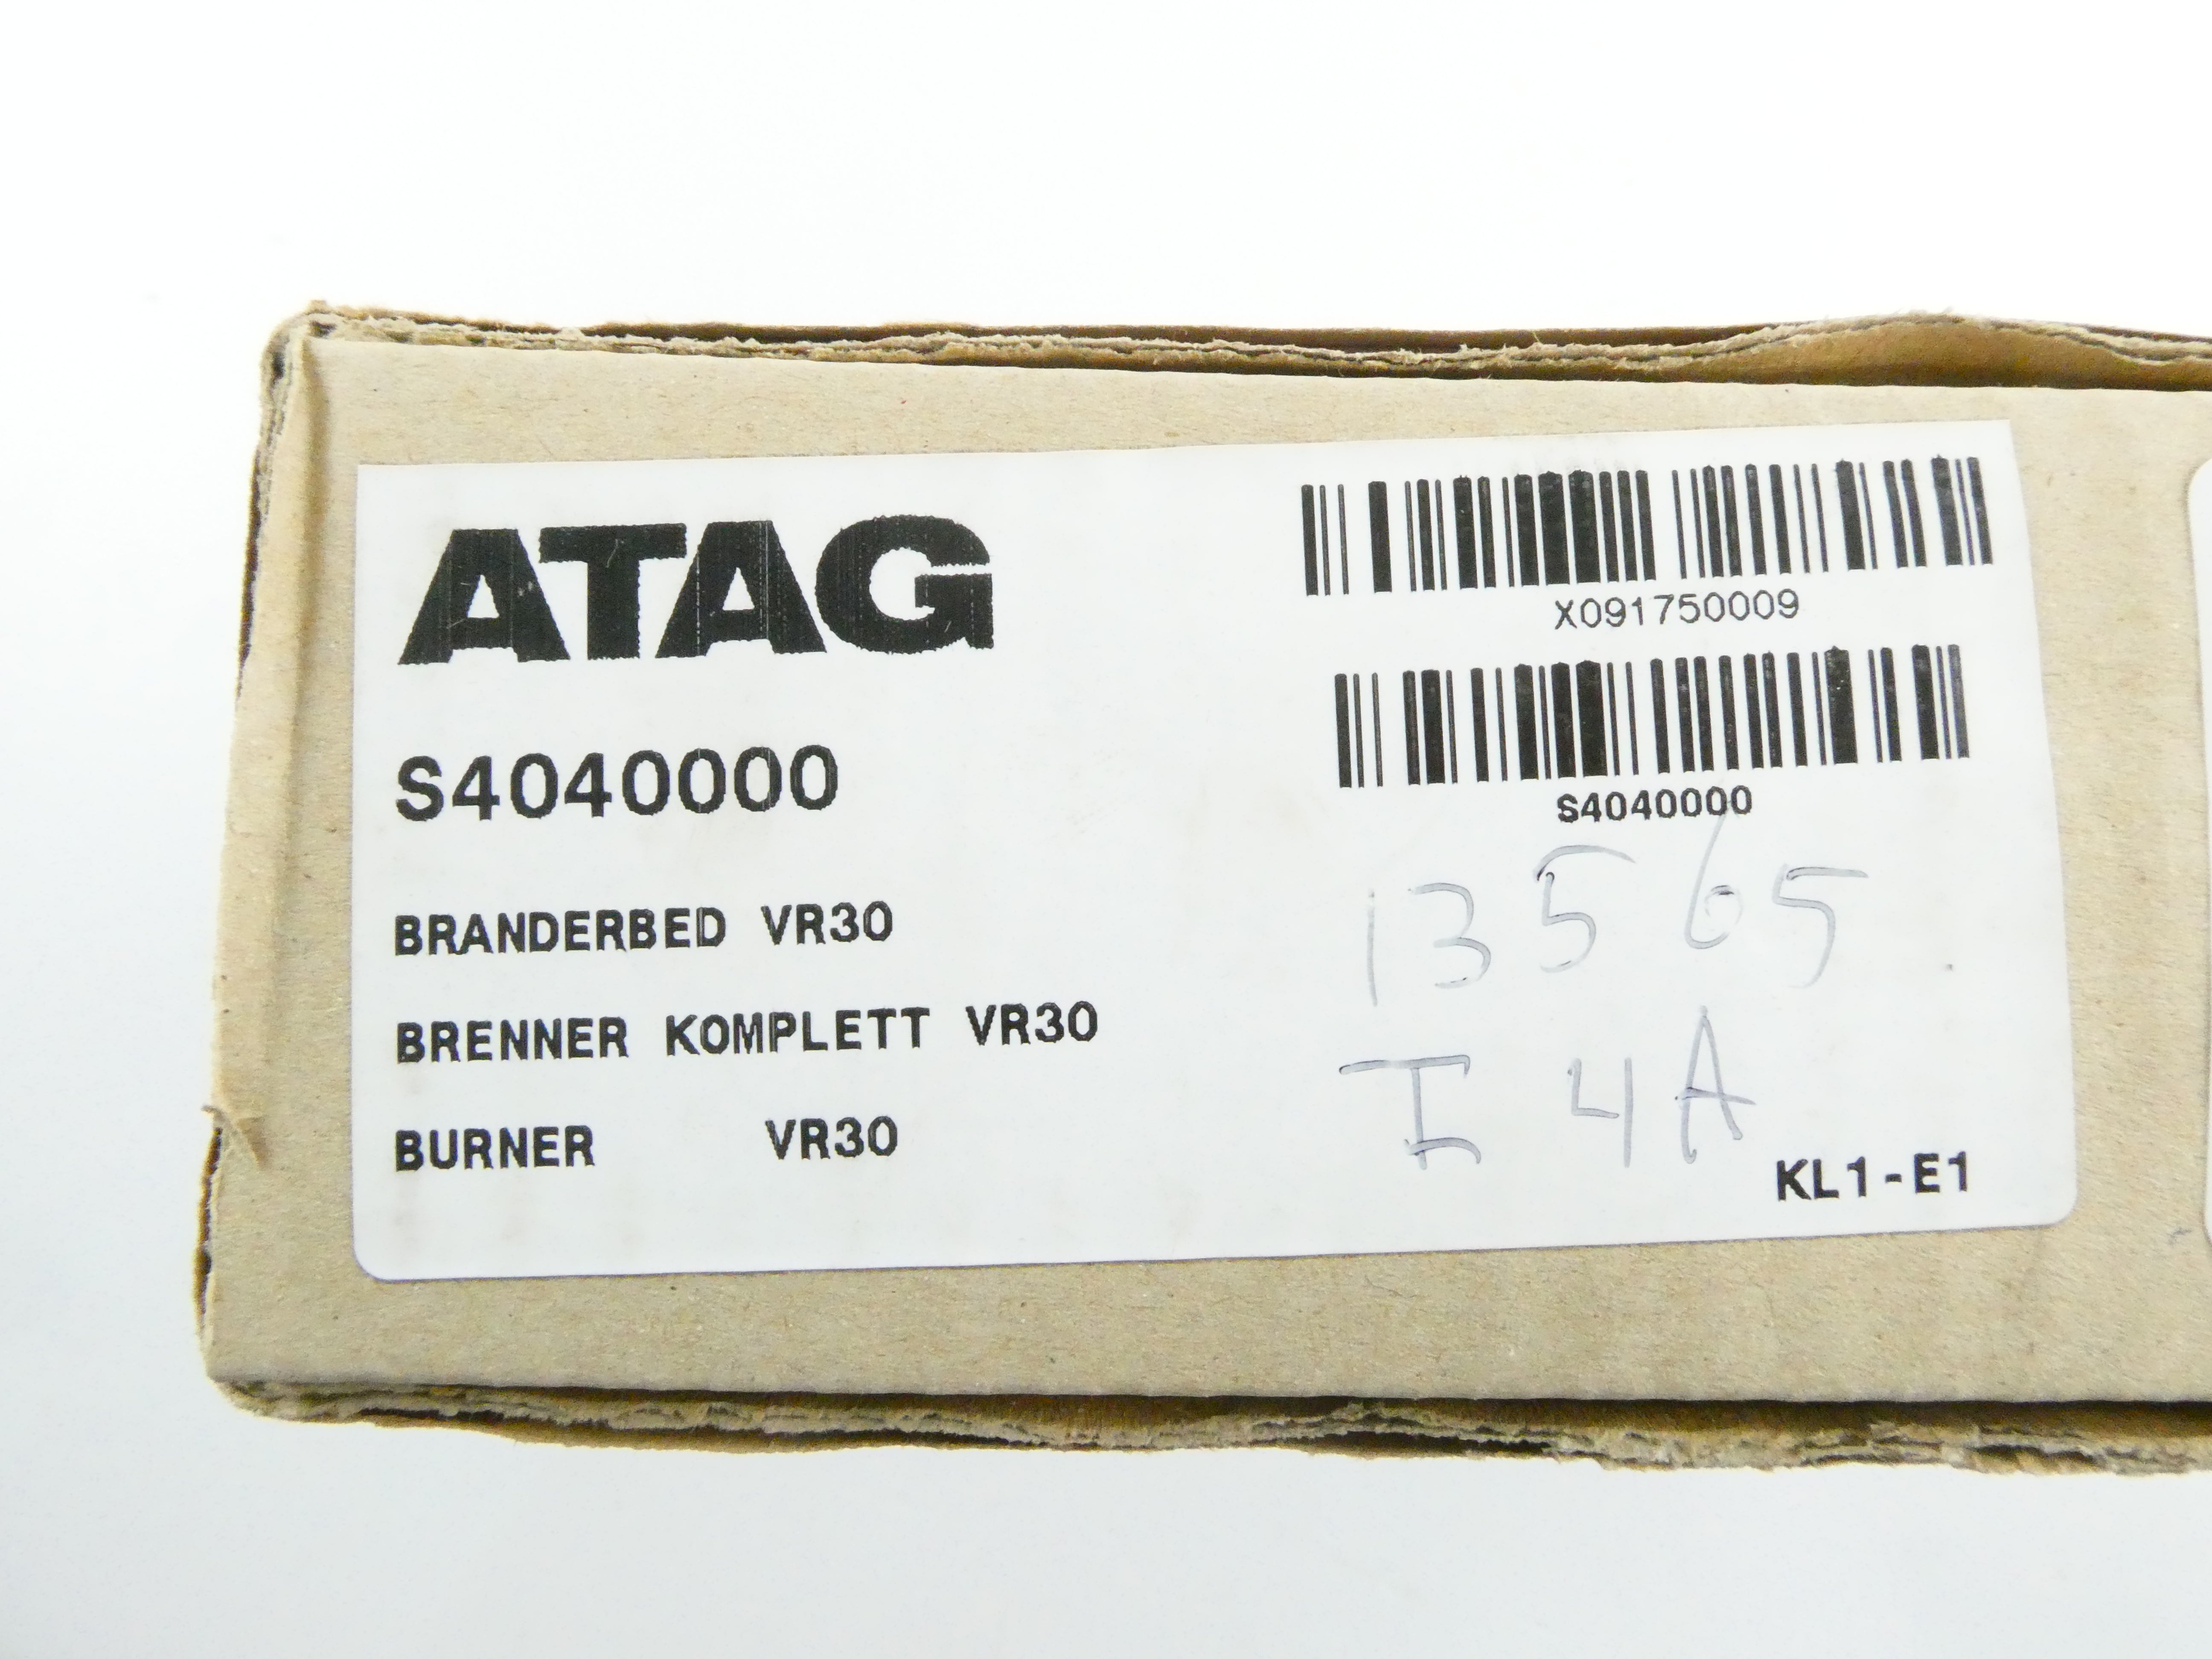 ATAG
X091750009
S4040000
S4040000
13565
BRANDERBED VR30
BRENNER KOMPLETT VR30
I 4A
BURNER VR30
KL1-E1